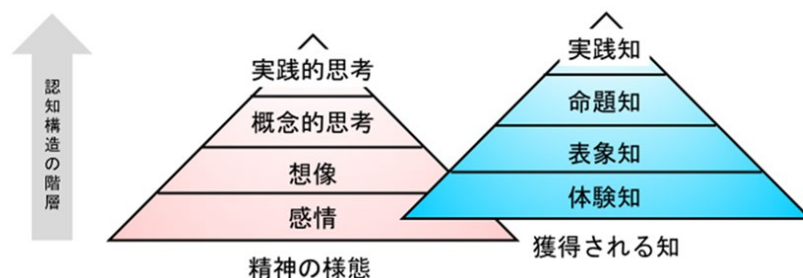 認知構造の階層
実践的思考
概念的思考
想像
感情
精神の様態
実践知
命題知
表象知
体験知
獲得される知